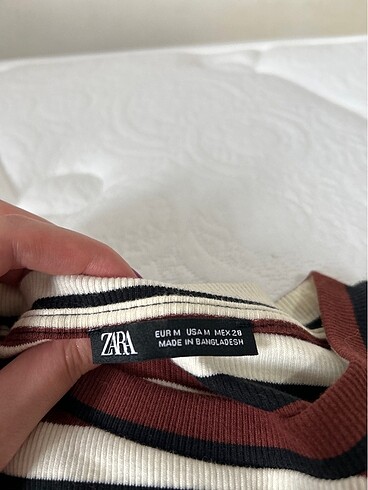 ZARA
EUR M USA M MEX 28
MADE IN BANGLADESH